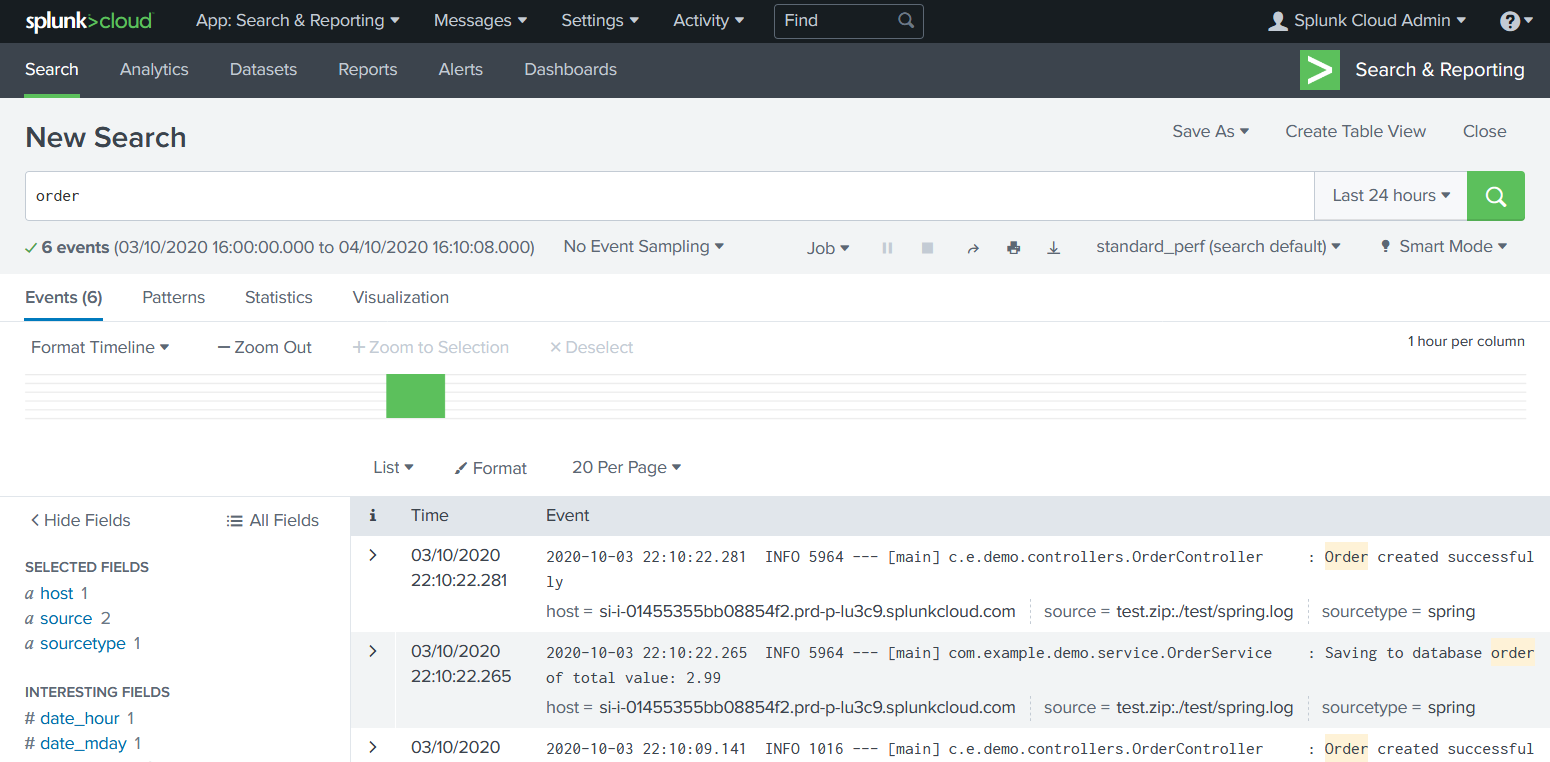 splunk>cloud App: Search & Reporting Messages Settings Activity Find Splunk Cloud Admin ?
Search Analytics Datasets Reports Alerts Dashboards > Search & Reporting
New Search Save As Create Table View Close
order Last 24 hours
6 events (03/10/2020 16:00:00.000 to 04/10/2020 16:10:08.000) No Event Sampling Job standard_perf (search default) Smart Mode
Events (6) Patterns Statistics Visualization
Format Timeline — Zoom Out + Zoom to Selection × Deselect 1 hour per column
List Format 20 Per Page
< Hide Fields All Fields i Time Event
SELECTED FIELDS
a host 1
a source 2
a sourcetype 1
INTERESTING FIELDS
# date_hour 1
# date_mday 1
> 03/10/2020 2020-10-03 22:10:22.281 INFO 5964 --- [main] c.e.demo.controllers.OrderController : Order created successful
22:10:22.281 ly
host = si-i-01455355bb08854f2.prd-p-lu3c9.splunkcloud.com source = test.zip:./test/spring.log sourcetype = spring
> 03/10/2020 2020-10-03 22:10:22.265 INFO 5964 --- [main] com.example.demo.service.OrderService : Saving to database order
22:10:22.265 of total value: 2.99
host = si-i-01455355bb08854f2.prd-p-lu3c9.splunkcloud.com source = test.zip:./test/spring.log sourcetype = spring
> 03/10/2020 2020-10-03 22:10:09.141 INFO 1016 --- [main] c.e.demo.controllers.OrderController : Order created successful